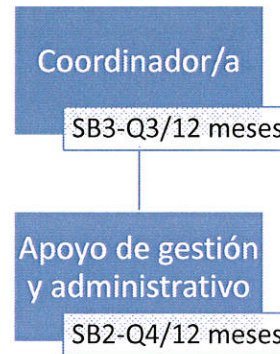 Coordinador/a
SB3-Q3/12 meses
Apoyo de gestión
y administrativo
SB2-Q4/12 meses